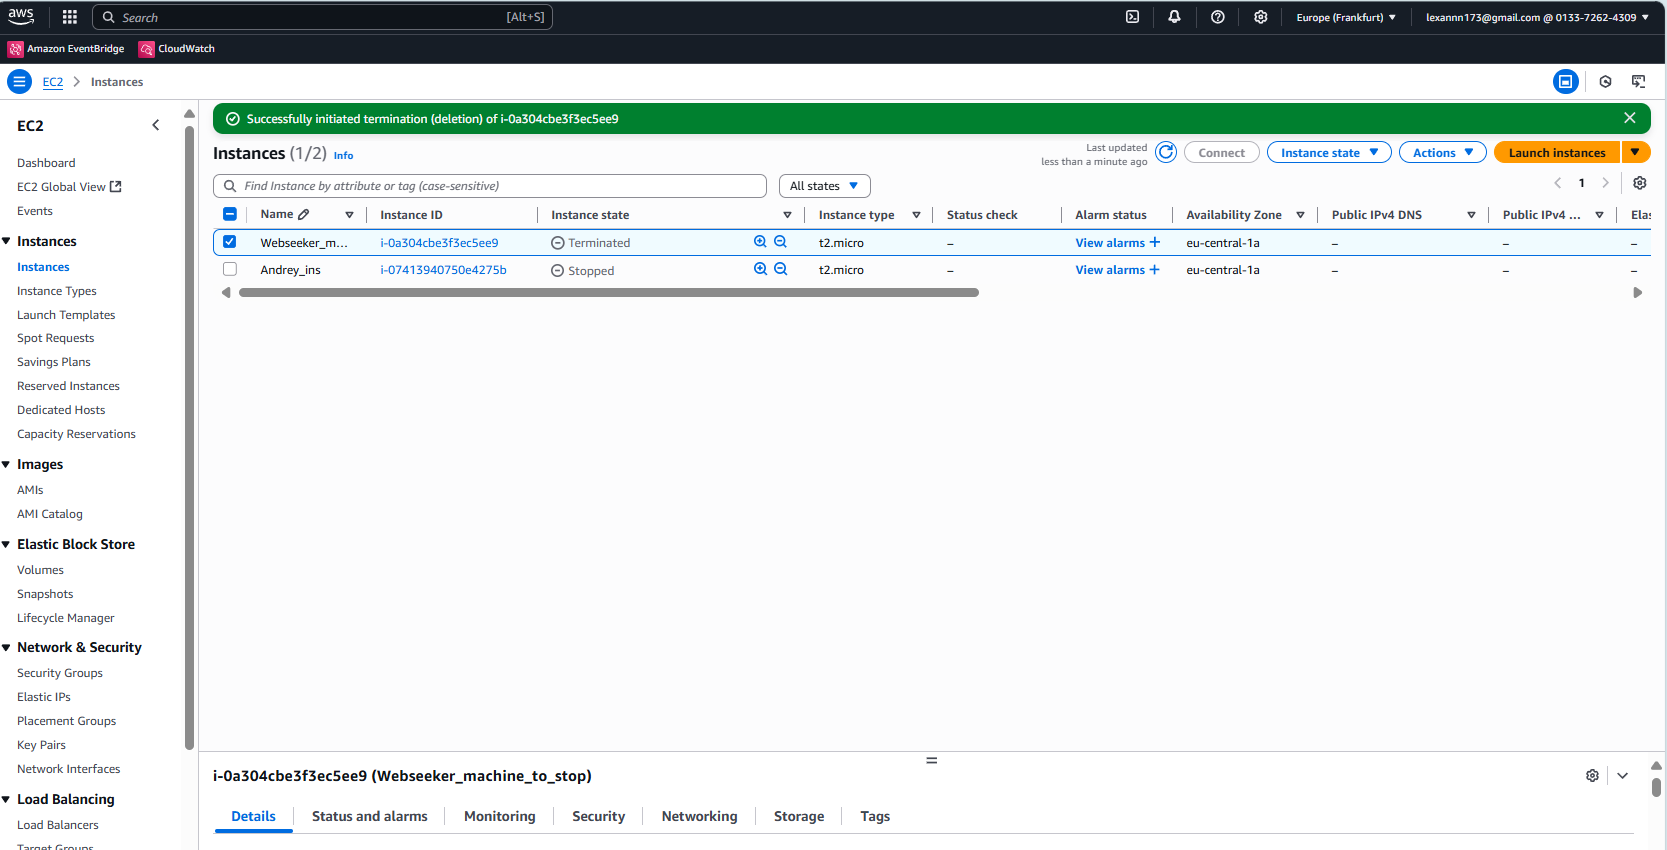 aws Search [Alt+S] Europe (Frankfurt) lexannn173@gmail.com @ 0133-7262-4309
Amazon EventBridge CloudWatch
EC2 > Instances
EC2
Dashboard
EC2 Global View
Events
Instances
Instances
Instance Types
Launch Templates
Spot Requests
Savings Plans
Reserved Instances
Dedicated Hosts
Capacity Reservations
Images
AMIs
AMI Catalog
Elastic Block Store
Volumes
Snapshots
Lifecycle Manager
Network & Security
Security Groups
Elastic IPs
Placement Groups
Key Pairs
Network Interfaces
Load Balancing
Load Balancers
Target Groups
Successfully initiated termination (deletion) of i-0a304cbe3f3ec5ee9
Instances (1/2) Info
Last updated
less than a minute ago
Connect Instance state Actions Launch instances
Find Instance by attribute or tag (case-sensitive) All states 1
Name Instance ID Instance state Instance type Status check Alarm status Availability Zone Public IPv4 DNS Public IPv4 ... Elas
Webseeker_m... i-0a304cbe3f3ec5ee9 Terminated t2.micro – View alarms + eu-central-1a – – –
Andrey_ins i-07413940750e4275b Stopped t2.micro – View alarms + eu-central-1a – – –
i-0a304cbe3f3ec5ee9 (Webseeker_machine_to_stop)
Details Status and alarms Monitoring Security Networking Storage Tags